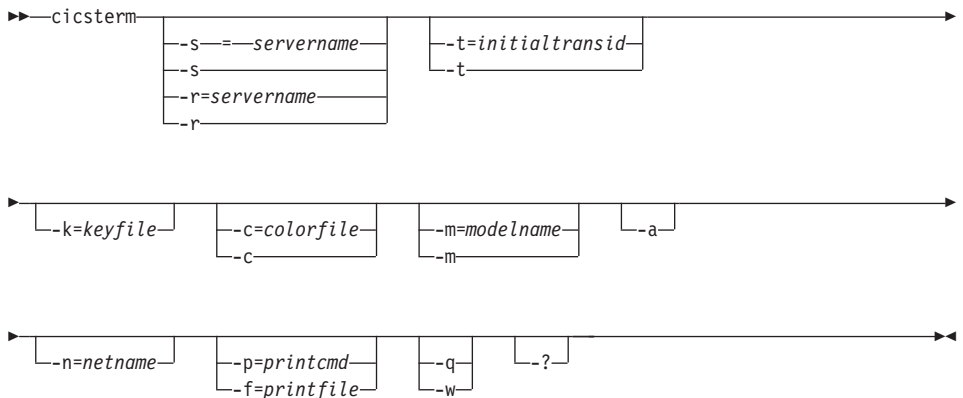 cicsterm
-s = servername
-s
-r=servername
-r
-t=initialtransid
-t
-k=keyfile
-c=colorfile
-c
-m=modelname
-m
-a
-n=netname
-p=printcmd
-f=printfile
-q
-w
-?